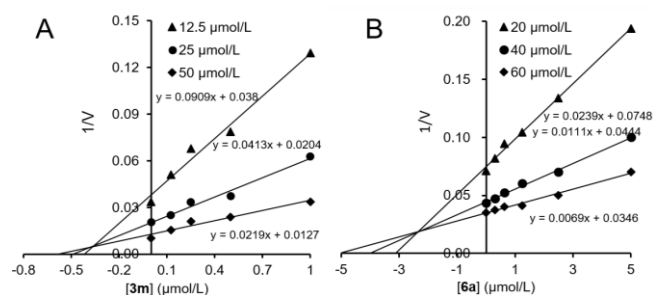 A
▲ 12.5 μmol/L
● 25 μmol/L
◆ 50 μmol/L
1/V
0.15
0.12
0.09
0.06
0.03
0.00
y = 0.0909x + 0.038
y = 0.0413x + 0.0204
y = 0.0219x + 0.0127
-0.8 -0.5 -0.2 0.1 0.4 0.7 1
[3m] (μmol/L)
B
▲ 20 μmol/L
● 40 μmol/L
◆ 60 μmol/L
1/V
0.20
0.15
0.10
0.05
0.00
y = 0.0239x + 0.0748
y = 0.0111x + 0.0444
y = 0.0069x + 0.0346
-5 -3 -1 1 3 5
[6a] (μmol/L)